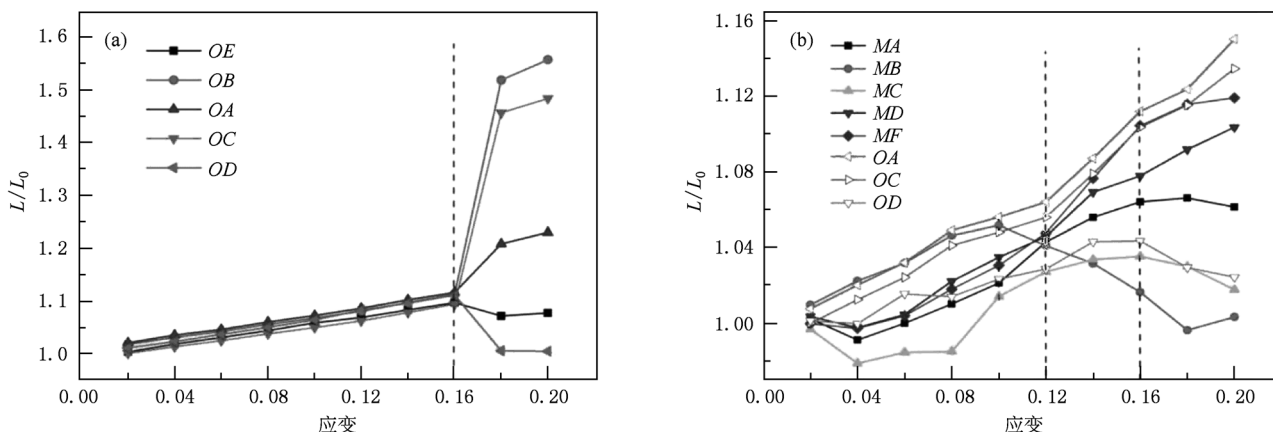 (a)
OE
OB
OA
OC
OD
L/L₀
1.6
1.5
1.4
1.3
1.2
1.1
1.0
0.00 0.04 0.08 0.12 0.16 0.20
应变
(b)
MA
MB
MC
MD
MF
OA
OC
OD
L/L₀
1.16
1.12
1.08
1.04
1.00
0.00 0.04 0.08 0.12 0.16 0.20
应变